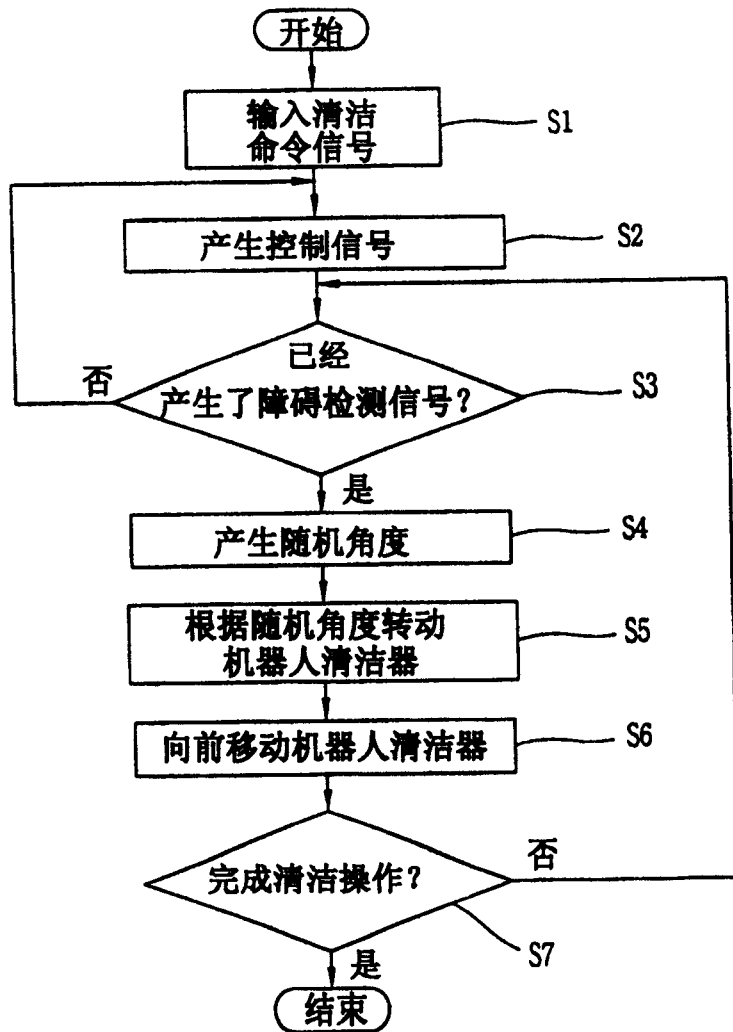 开始
输入清洁
命令信号
S1
产生控制信号
S2
已经
产生了障碍检测信号?
S3
否
是
产生随机角度
S4
根据随机角度转动
机器人清洁器
S5
向前移动机器人清洁器
S6
完成清洁操作?
否
S7
是
结束